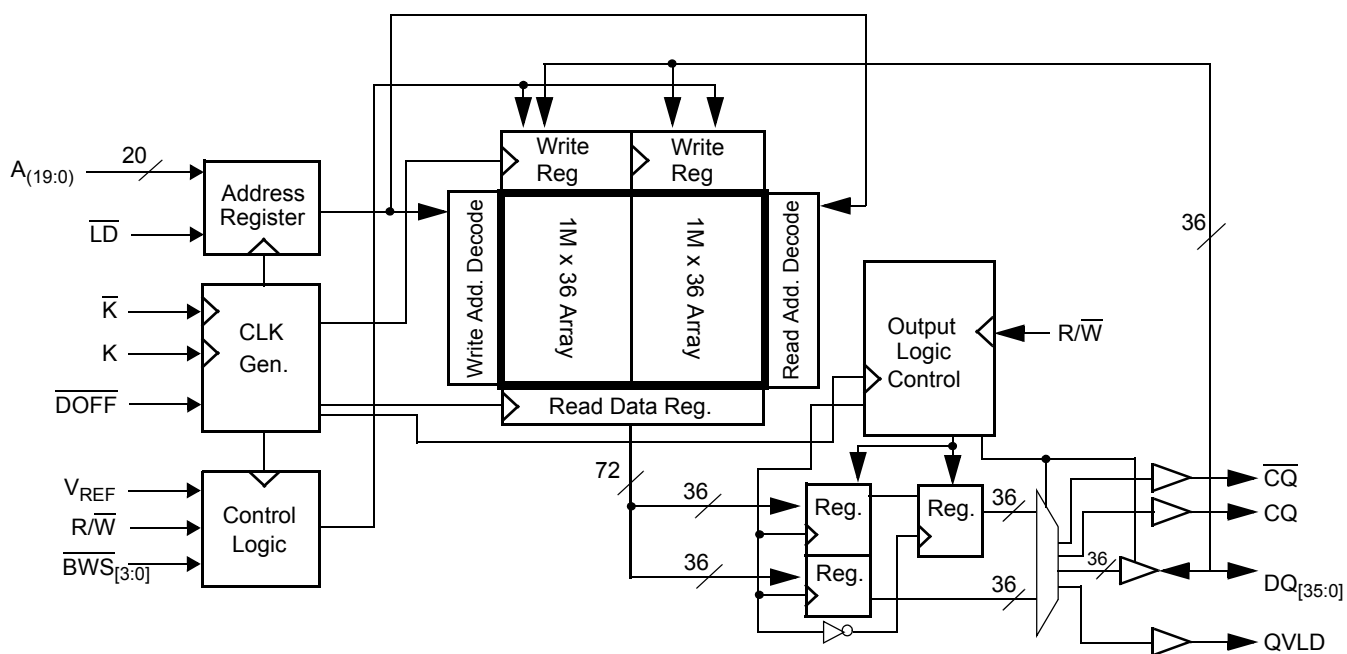 A(19:0)
20
LD
Address
Register
K
K
DOFF
CLK
Gen.
VREF
R/W
BWS[3:0]
Control
Logic
Write
Reg
Write
Reg
Write Add. Decode
1M x 36 Array
1M x 36 Array
Read Add. Decode
Read Data Reg.
36
Output
Logic
Control
R/W
72
36
Reg.
Reg.
36
36
Reg.
36
36
CQ
CQ
DQ[35:0]
QVLD